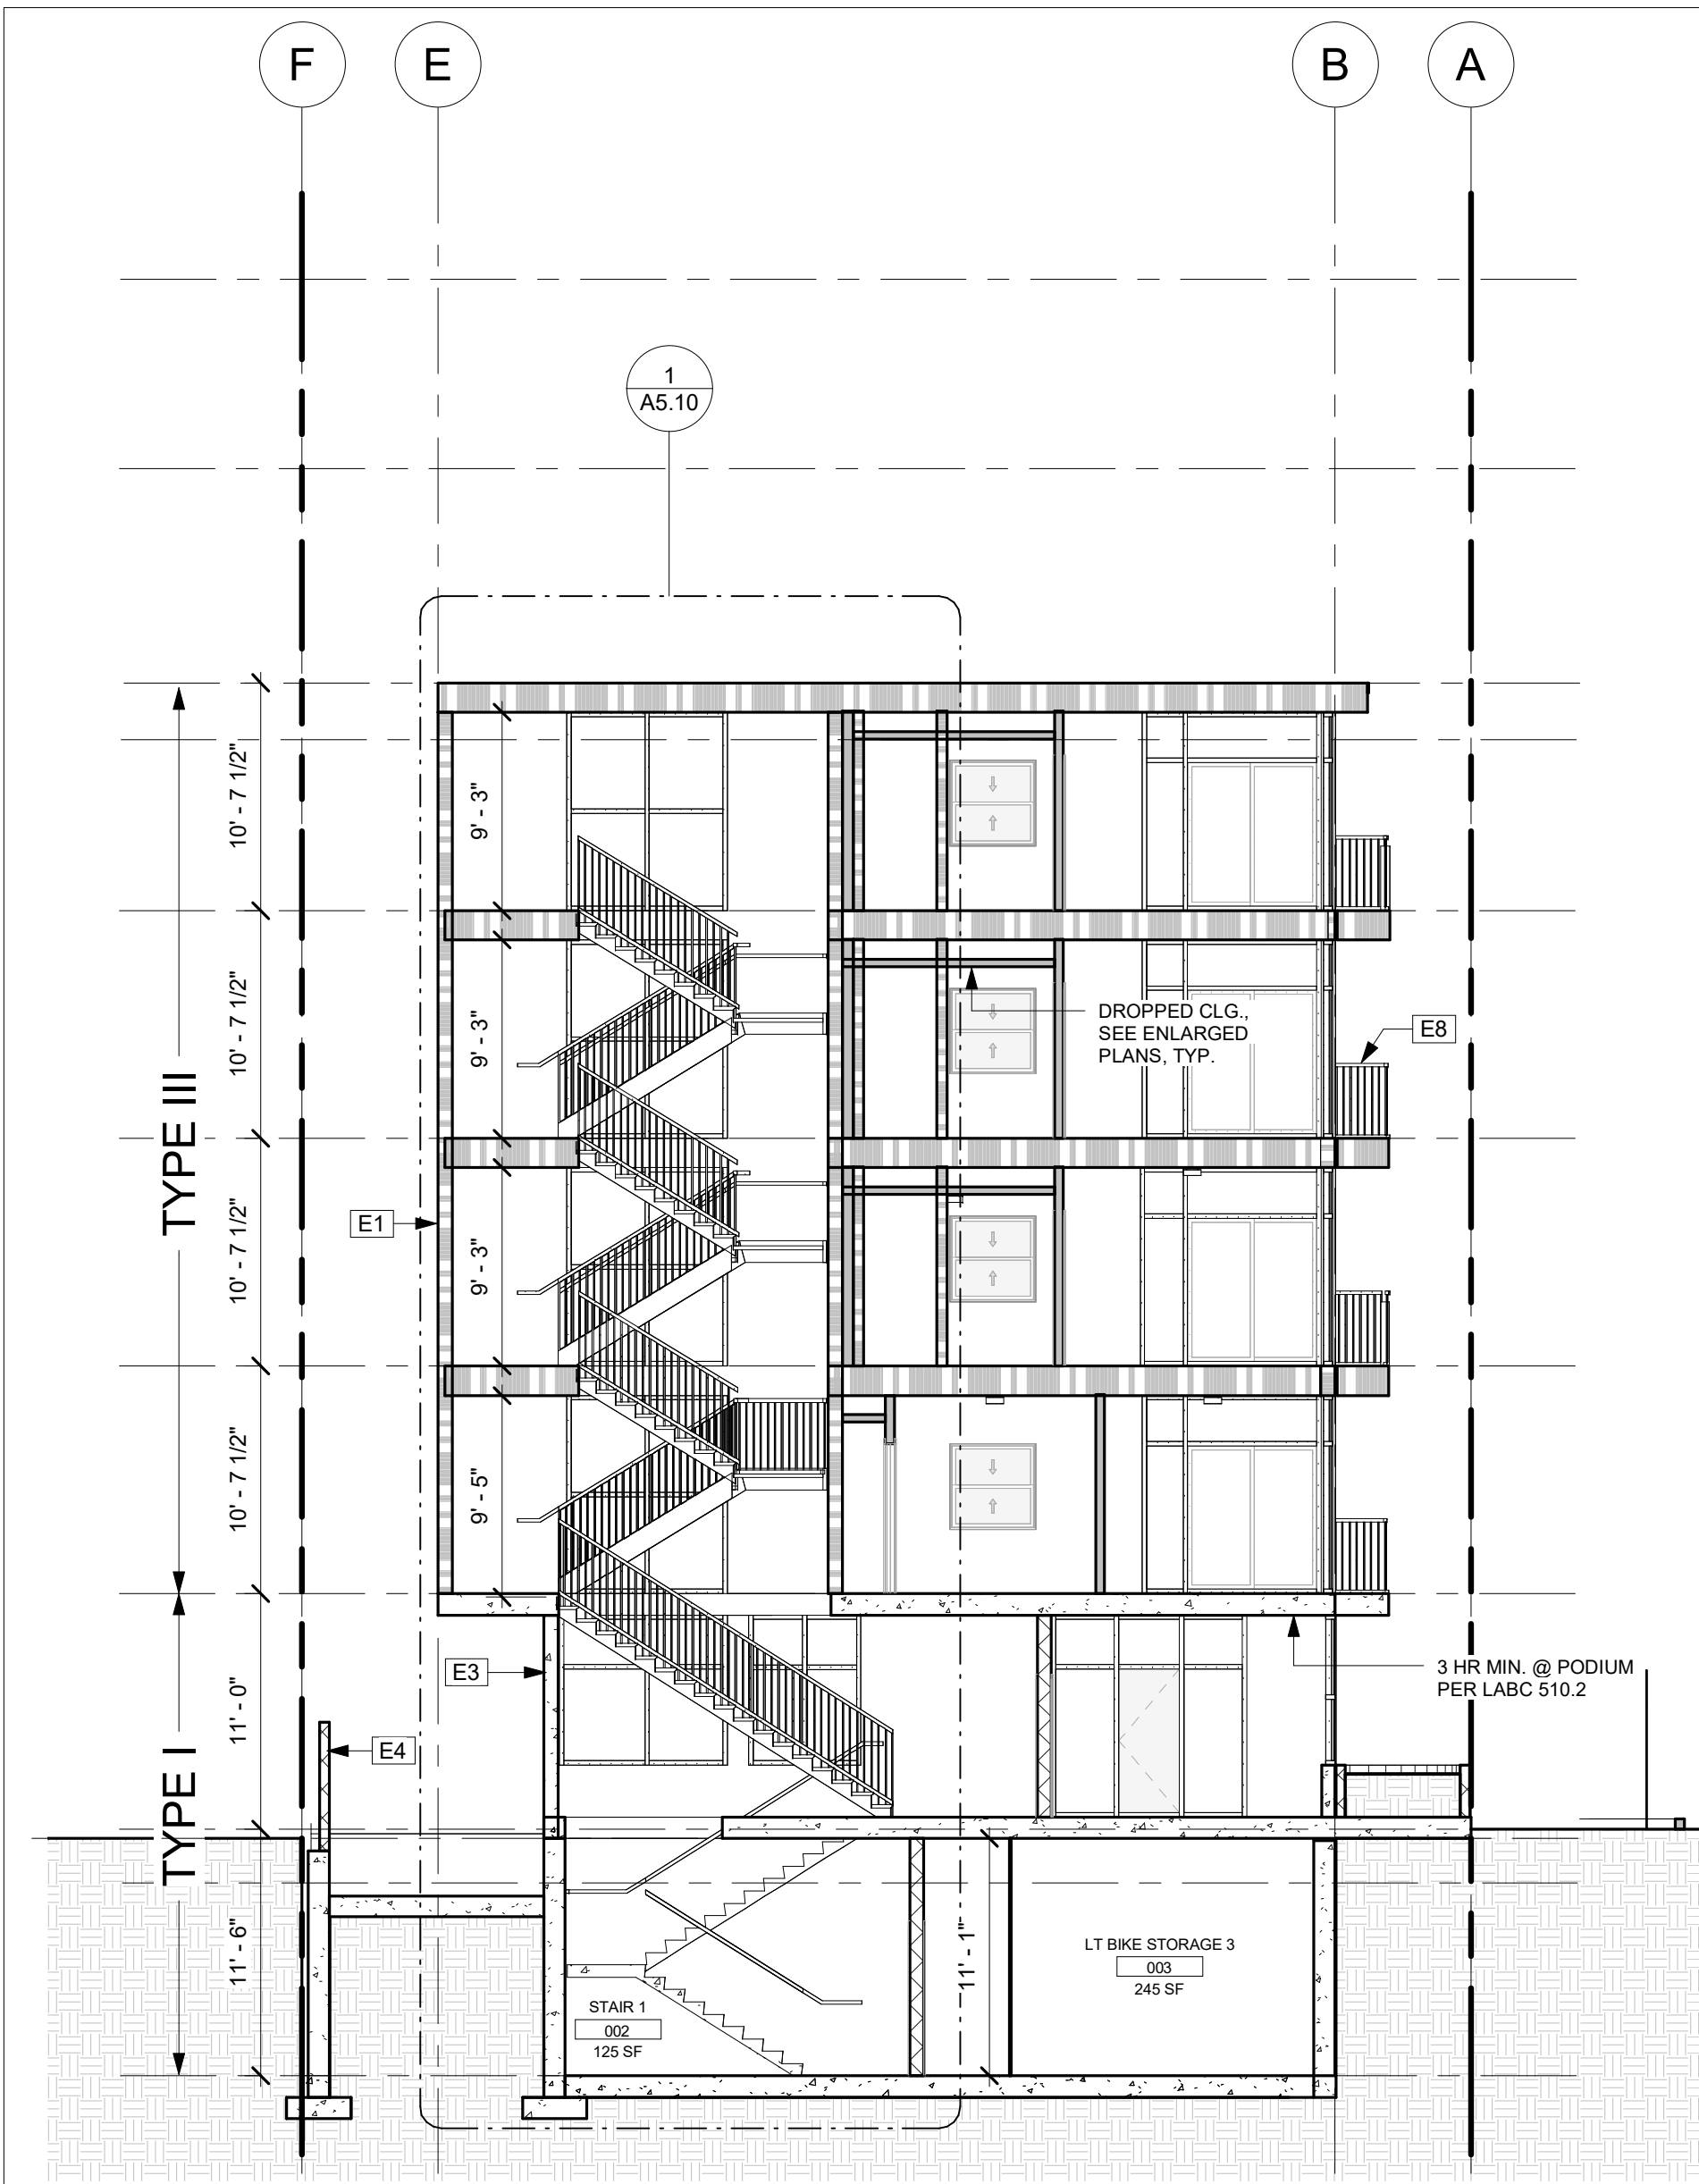 F
E
B
A
1
A5.10
10' - 7 1/2"
9' - 3"
10' - 7 1/2"
9' - 3"
DROPPED CLG.,
SEE ENLARGED
PLANS, TYP.
E8
TYPE III
E1
10' - 7 1/2"
9' - 3"
10' - 7 1/2"
9' - 5"
E3
3 HR MIN. @ PODIUM
PER LABC 510.2
11' - 0"
E4
TYPE I
11' - 6"
11' - 1"
LT BIKE STORAGE 3
003
245 SF
STAIR 1
002
125 SF